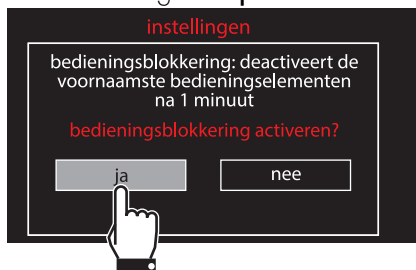 instellingen
bedieningsblokkering: deactiveert de
voornaamste bedieningselementen
na 1 minuut
bedieningsblokkering activeren?
ja
nee